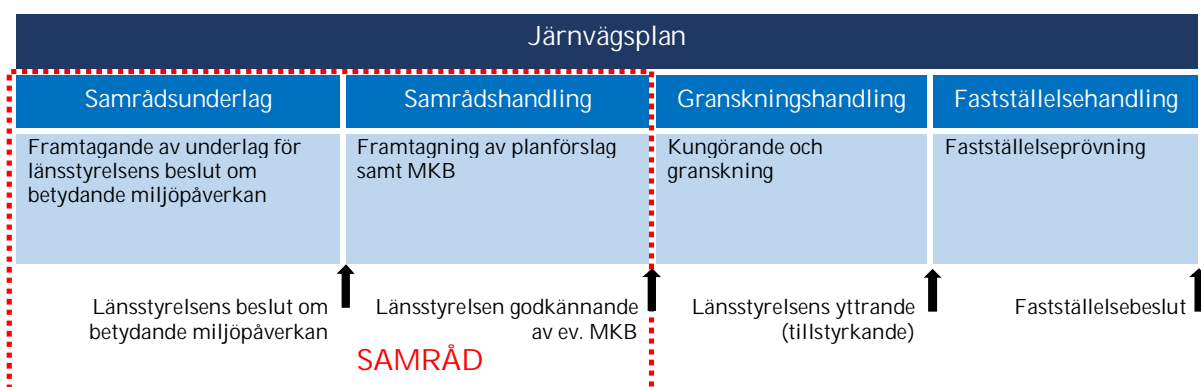 Järnvägsplan
Samrådsunderlag
Samrådshandling
Granskningshandling
Fastställelsehandling
Framtagande av underlag för
länsstyrelsens beslut om
betydande miljöpåverkan
Framtagning av planförslag
samt MKB
Kungörande och
granskning
Fastställelseprövning
Länsstyrelsens beslut om
betydande miljöpåverkan
Länsstyrelsen godkännande
av ev. MKB
Länsstyrelsens yttrande
(tillstyrkande)
Fastställelsebeslut
SAMRÅD